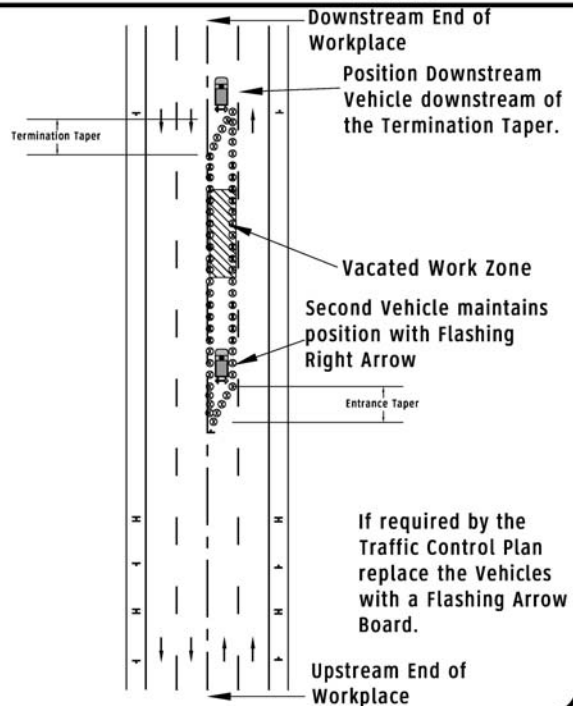 Downstream End of
Workplace
Position Downstream
Vehicle downstream of
the Termination Taper.
Termination Taper
Vacated Work Zone
Second Vehicle maintains
position with Flashing
Right Arrow
Entrance Taper
If required by the
Traffic Control Plan
replace the Vehicles
with a Flashing Arrow
Board.
Upstream End of
Workplace